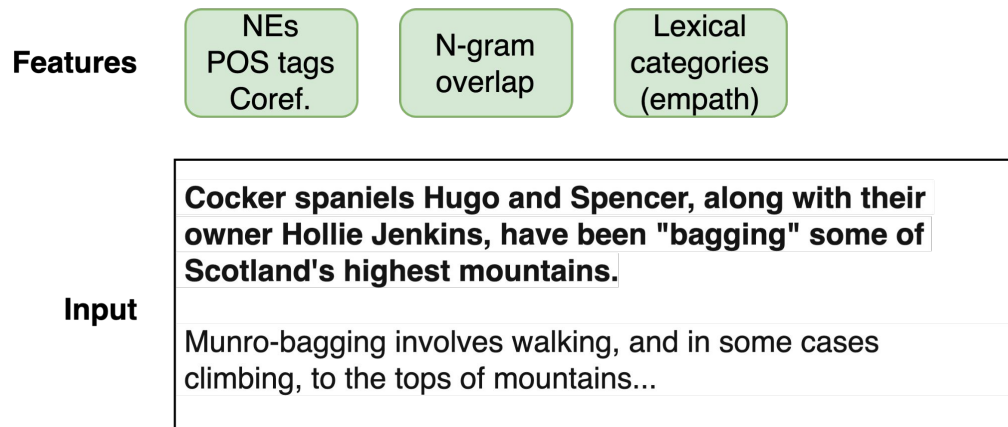 Features
NEs
POS tags
Coref.
N-gram
overlap
Lexical
categories
(empath)
Input
Cocker spaniels Hugo and Spencer, along with their
owner Hollie Jenkins, have been "bagging" some of
Scotland's highest mountains.
Munro-bagging involves walking, and in some cases
climbing, to the tops of mountains...